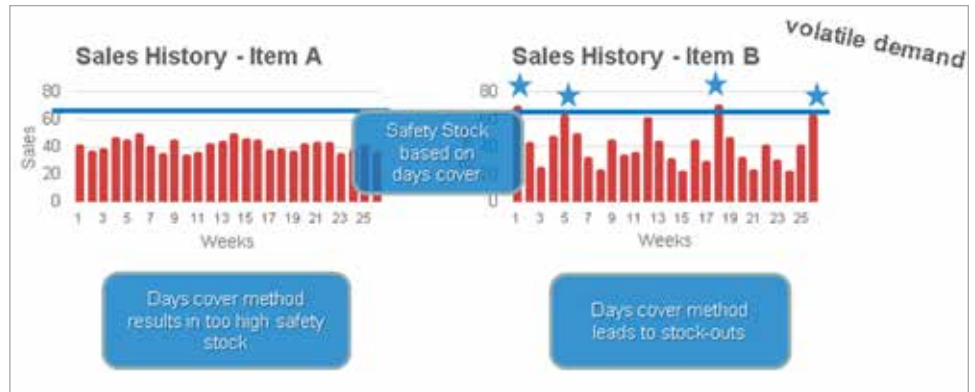 volatile demand
Sales History - Item A
80
60
40
20
0
Sales
1 3 5 7 9 11 13 15 17 19 21 23 25
Weeks
Safety Stock
based on
days cover
Sales History - Item B
80
0
1 3 5 7 9 11 13 15 17 19 21 23 25
Weeks
Days cover method
results in too high safety
stock
Days cover method
leads to stock-outs